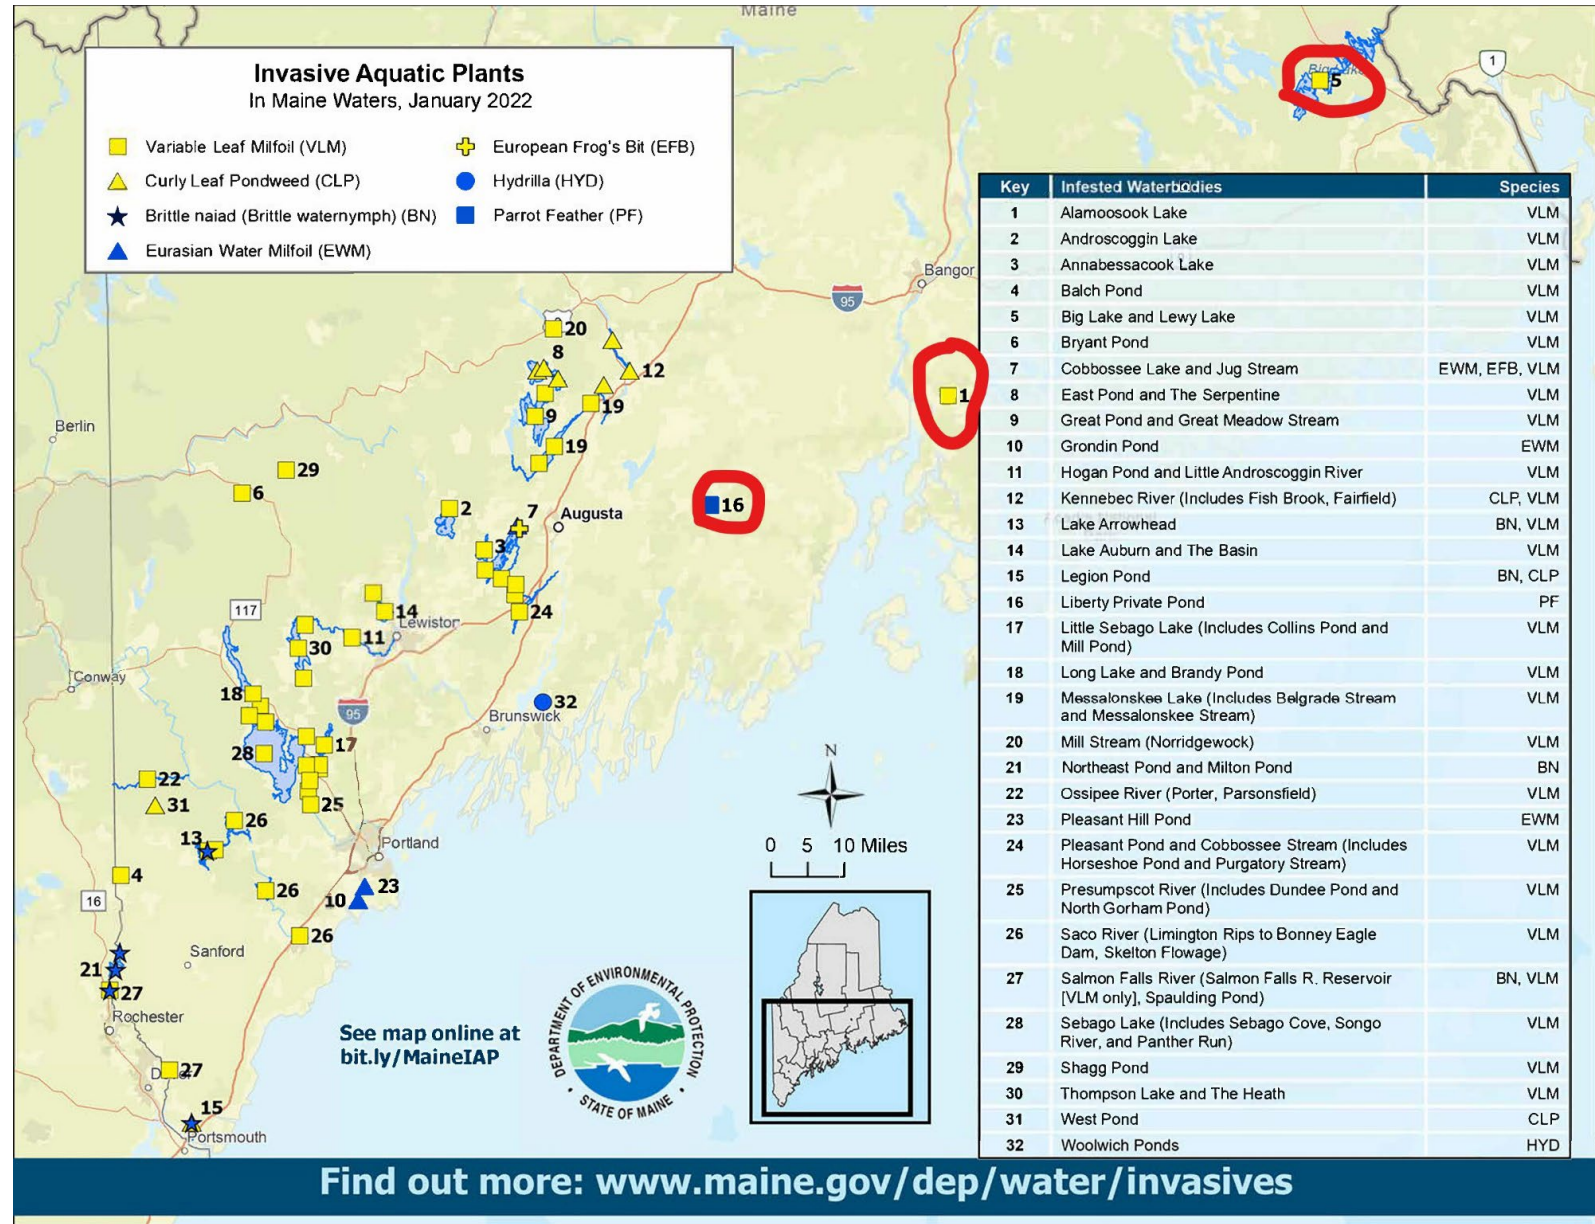 Maine
Invasive Aquatic Plants
In Maine Waters, January 2022
Variable Leaf Milfoil (VLM)
Curly Leaf Pondweed (CLP)
Brittle naiad (Brittle waternymph) (BN)
Eurasian Water Milfoil (EWM)
European Frog's Bit (EFB)
Hydrilla (HYD)
Parrot Feather (PF)
5
1
Bangor
95
20
8
12
1
9
19
19
Berlin
29
6
16
2
7
Augusta
3
117
14
24
Lewiston
11
30
Conway
18
95
32
Brunswick
28
17
22
31
25
26
13
Portland
4
26
23
10
16
26
Sanford
21
27
Rochester
27
15
Portsmouth
N
0 5 10 Miles
See map online at
bit.ly/MaineIAP
DEPARTMENT OF ENVIRONMENTAL PROTECTION
STATE OF MAINE
Key Infested Waterbodies Species
1 Alamoosook Lake VLM
2 Androscoggin Lake VLM
3 Annabessacook Lake VLM
4 Balch Pond VLM
5 Big Lake and Lewy Lake VLM
6 Bryant Pond VLM
7 Cobbossee Lake and Jug Stream EWM, EFB, VLM
8 East Pond and The Serpentine VLM
9 Great Pond and Great Meadow Stream VLM
10 Grondin Pond EWM
11 Hogan Pond and Little Androscoggin River VLM
12 Kennebec River (Includes Fish Brook, Fairfield) CLP, VLM
13 Lake Arrowhead BN, VLM
14 Lake Auburn and The Basin VLM
15 Legion Pond BN, CLP
16 Liberty Private Pond PF
17 Little Sebago Lake (Includes Collins Pond and VLM
Mill Pond)
18 Long Lake and Brandy Pond VLM
19 Messalonskee Lake (Includes Belgrade Stream VLM
and Messalonskee Stream)
20 Mill Stream (Norridgewock) VLM
21 Northeast Pond and Milton Pond BN
22 Ossipee River (Porter, Parsonsfield) VLM
23 Pleasant Hill Pond EWM
24 Pleasant Pond and Cobbossee Stream (Includes VLM
Horseshoe Pond and Purgatory Stream)
25 Presumpscot River (Includes Dundee Pond and VLM
North Gorham Pond)
26 Saco River (Limington Rips to Bonney Eagle VLM
Dam, Skelton Flowage)
27 Salmon Falls River (Salmon Falls R. Reservoir BN, VLM
[VLM only], Spaulding Pond)
28 Sebago Lake (Includes Sebago Cove, Songo VLM
River, and Panther Run)
29 Shagg Pond VLM
30 Thompson Lake and The Heath VLM
31 West Pond CLP
32 Woolwich Ponds HYD
Find out more: www.maine.gov/dep/water/invasives